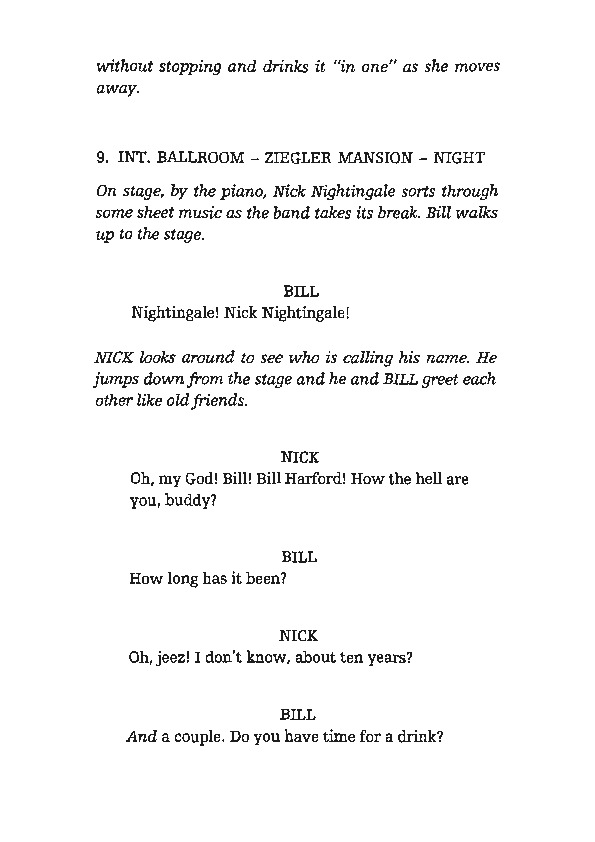 without stopping and drinks it “in one” as she moves
away.
9. INT. BALLROOM – ZIEGLER MANSION – NIGHT
On stage, by the piano, Nick Nightingale sorts through
some sheet music as the band takes its break. Bill walks
up to the stage.
BILL
Nightingale! Nick Nightingale!
NICK looks around to see who is calling his name. He
jumps down from the stage and he and BILL greet each
other like old friends.
NICK
Oh, my God! Bill! Bill Harford! How the hell are
you, buddy?
BILL
How long has it been?
NICK
Oh, jeez! I don’t know, about ten years?
BILL
And a couple. Do you have time for a drink?